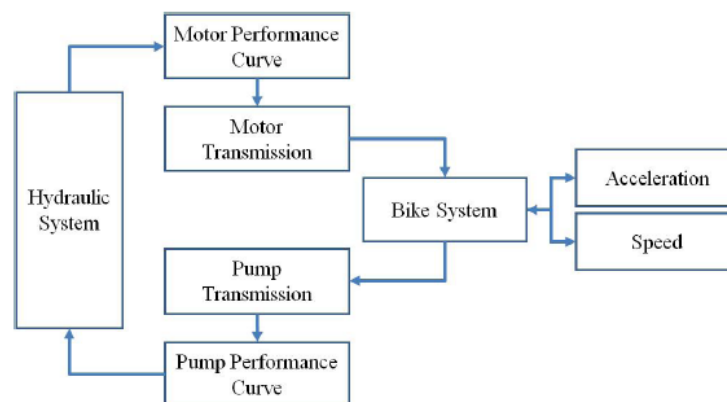 Motor Performance
Curve
Motor
Transmission
Hydraulic
System
Bike System
Acceleration
Speed
Pump
Transmission
Pump Performance
Curve